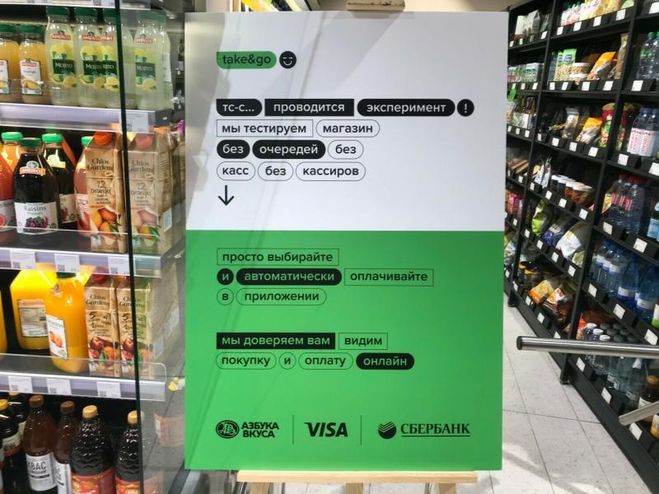 take&go
тс-с... проводится эксперимент !
мы тестируем магазин
без очередей без
касс без кассиров
просто выбирайте
и автоматически оплачивайте
в приложении
мы доверяем вам видим
покупку и оплату онлайн
АЗБУКА
ВКУСА
VISA
СБЕРБАНК
КВАС